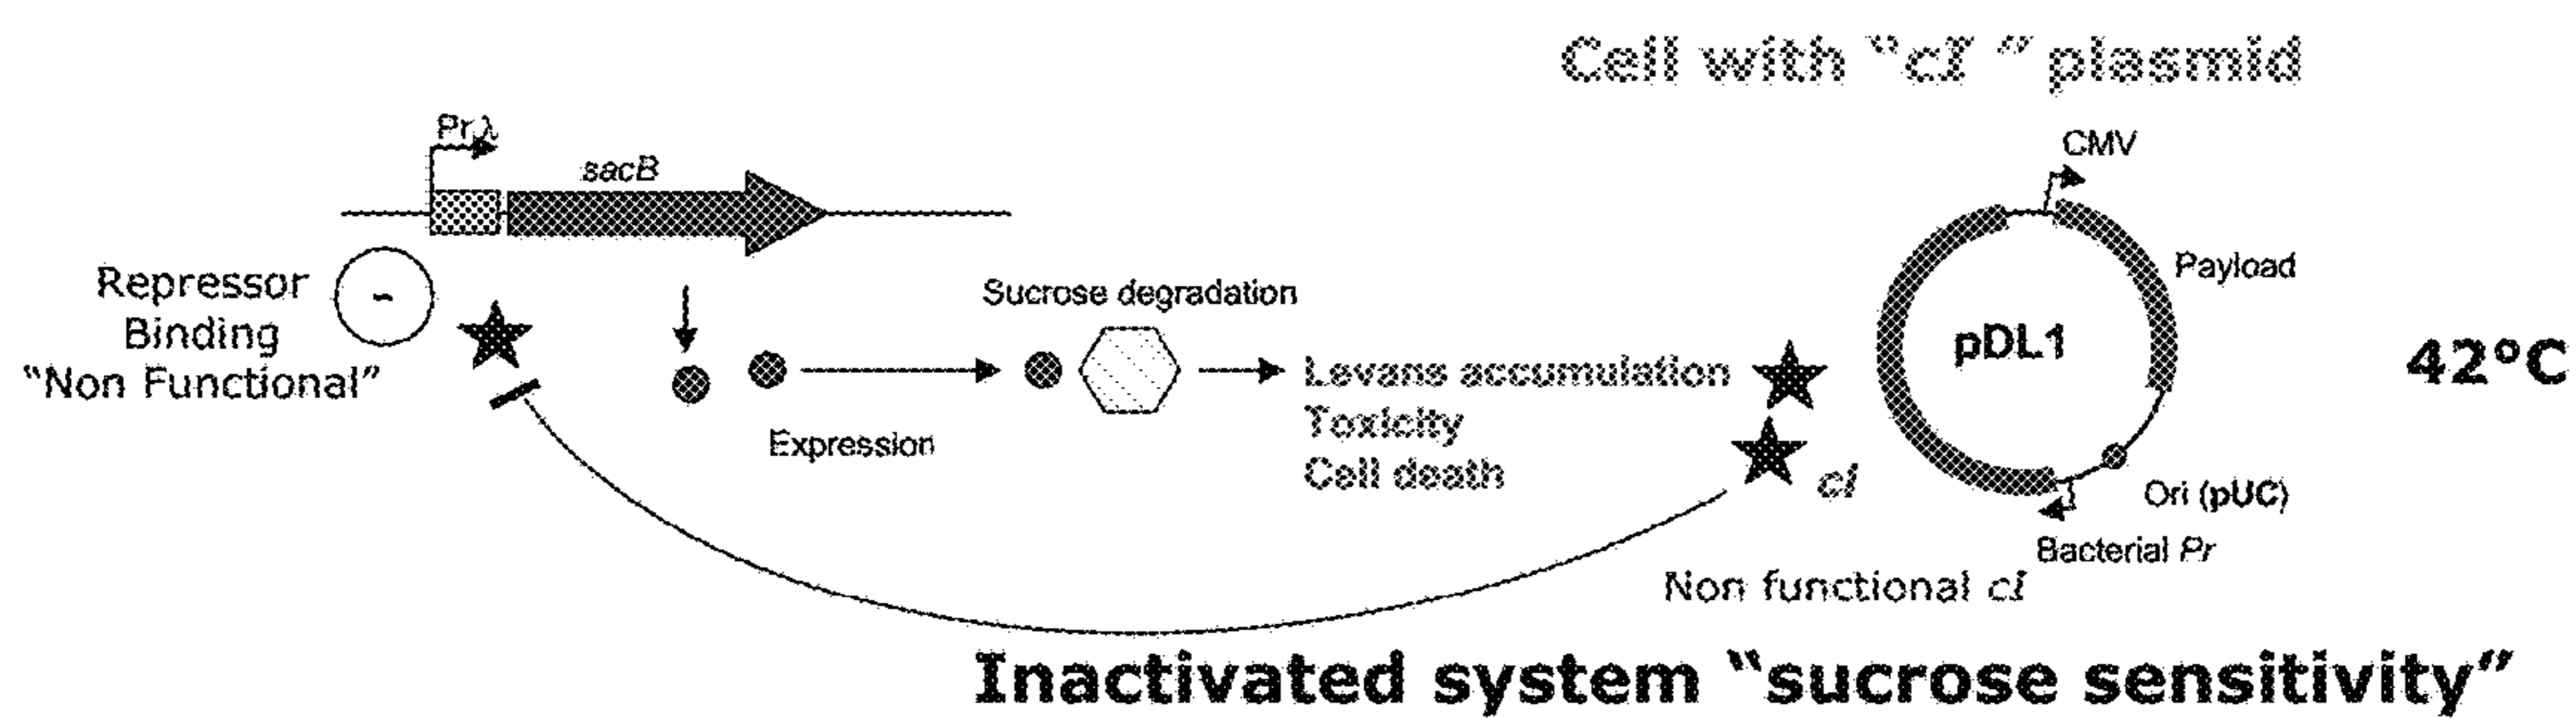 Cell with “cI ” plasmid
Prλ
sacB
CMV
Payload
Repressor
Binding
“Non Functional”
-
Sucrose degradation
Expression
Levans accumulation
Toxicity
Cell death
cI
pDL1
42°C
Ori (pUC)
Bacterial Pr
Non functional cI
Inactivated system “sucrose sensitivity”